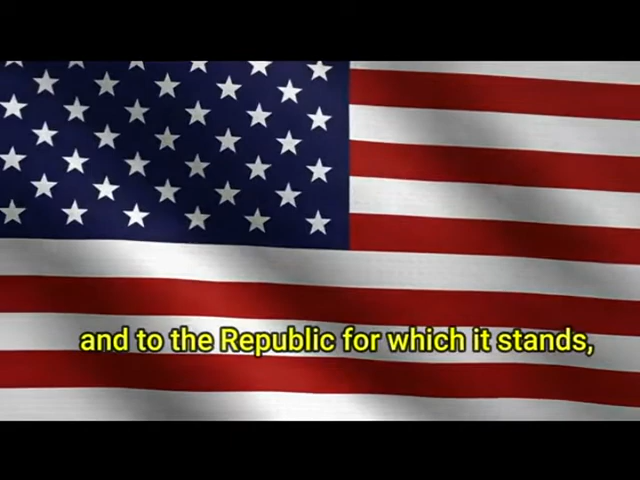 and to the Republic for which it stands,